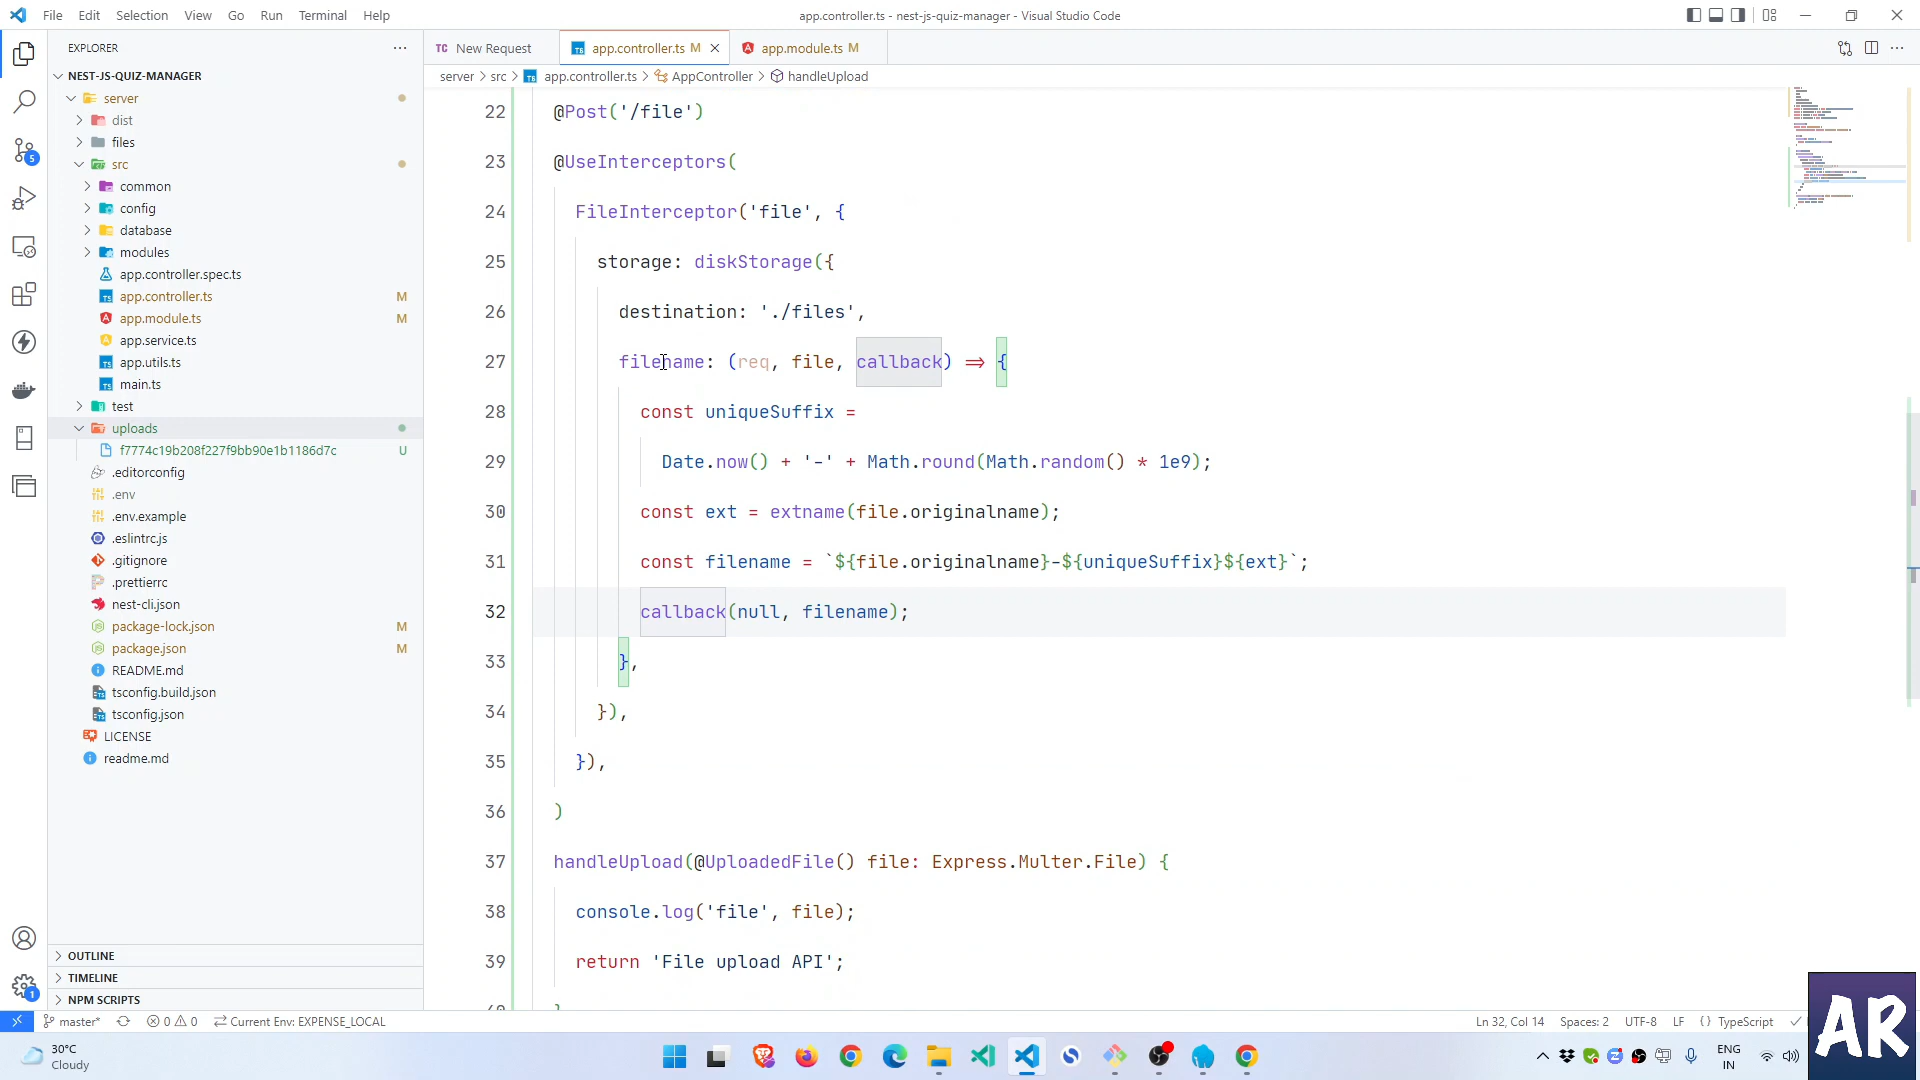 File Edit Selection View Go Run Terminal Help
app.controller.ts - nest-js-quiz-manager - Visual Studio Code
EXPLORER
NEST-JS-QUIZ-MANAGER
server
dist
files
src
common
config
database
modules
app.controller.spec.ts
app.controller.ts M
app.module.ts M
app.service.ts
app.utils.ts
main.ts
test
uploads
f7774c19b208f227f9bb90e1b1186d7c U
.editorconfig
.env
.env.example
.eslintrc.js
.gitignore
.prettierrc
nest-cli.json
package-lock.json M
package.json M
README.md
tsconfig.build.json
tsconfig.json
LICENSE
readme.md
OUTLINE
TIMELINE
NPM SCRIPTS
5
1
TC New Request
TS app.controller.ts M
app.module.ts M
server > src > TS app.controller.ts > AppController > handleUpload
22 @Post('/file')
23 @UseInterceptors(
24 FileInterceptor('file', {
25 storage: diskStorage({
26 destination: './files',
27 filename: (req, file, callback) => {
28 const uniqueSuffix =
29 Date.now() + '-' + Math.round(Math.random() * 1e9);
30 const ext = extname(file.originalname);
31 const filename = `${file.originalname}-${uniqueSuffix}${ext}`;
32 callback(null, filename);
33 },
34 }),
35 }),
36 )
37 handleUpload(@UploadedFile() file: Express.Multer.File) {
38 console.log('file', file);
39 return 'File upload API';
40 }
master* 0 0 Current Env: EXPENSE_LOCAL
Ln 32, Col 14 Spaces: 2 UTF-8 LF { } TypeScript
30°C
Cloudy
ENG
IN
AR